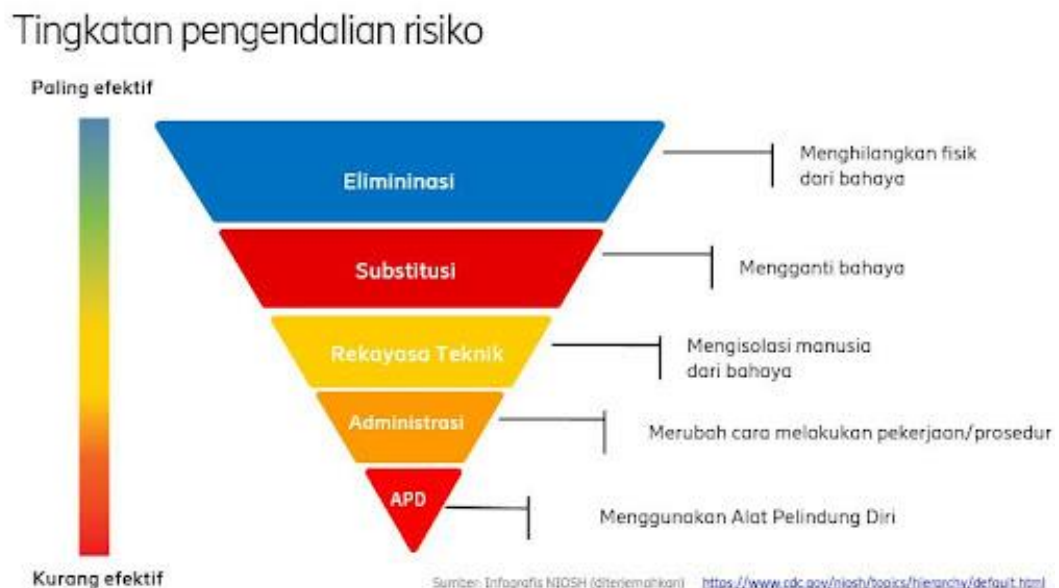 Tingkatan pengendalian risiko
Paling efektif
Elimininasi
Menghilangkan fisik
dari bahaya
Substitusi
Mengganti bahaya
Rekayasa Teknik
Mengisolasi manusia
dari bahaya
Administrasi
Merubah cara melakukan pekerjaan/prosedur
APD
Menggunakan Alat Pelindung Diri
Kurang efektif
Sumber: Infografis NIOSH (diterjemahkan) https://www.cdc.gov/niosh/topics/hierarchy/default.html